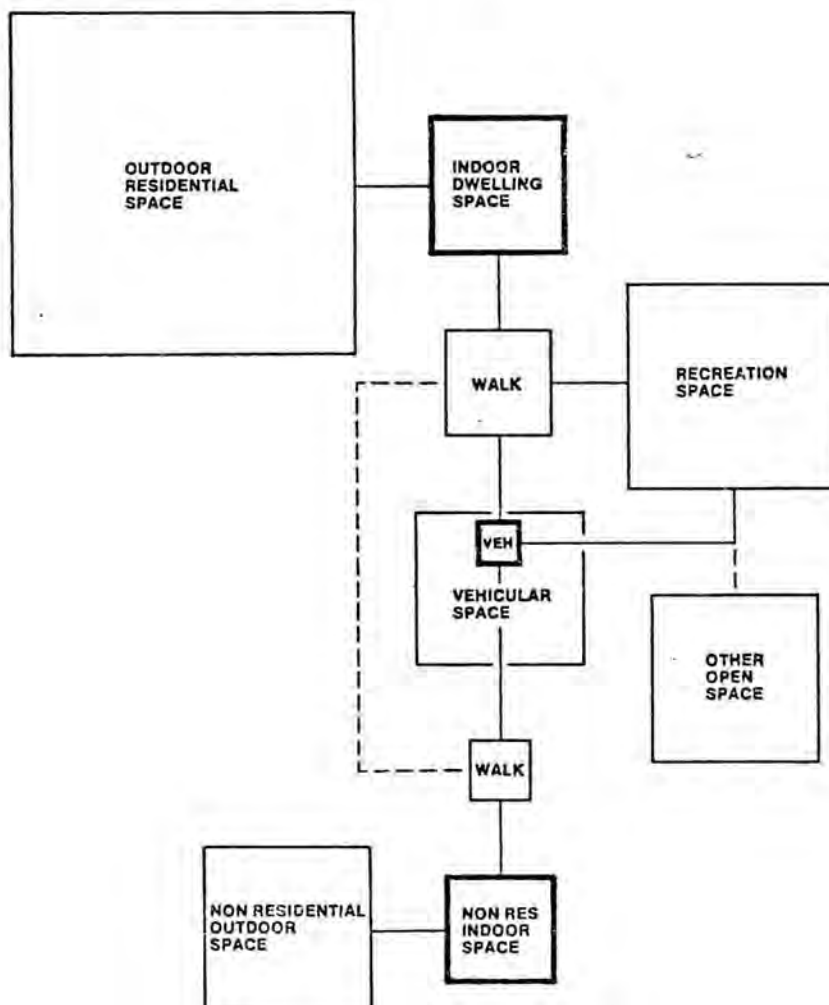 OUTDOOR
RESIDENTIAL
SPACE
INDOOR
DWELLING
SPACE
WALK
RECREATION
SPACE
VEH
VEHICULAR
SPACE
OTHER
OPEN
SPACE
WALK
NON RESIDENTIAL
OUTDOOR
SPACE
NON RES
INDOOR
SPACE